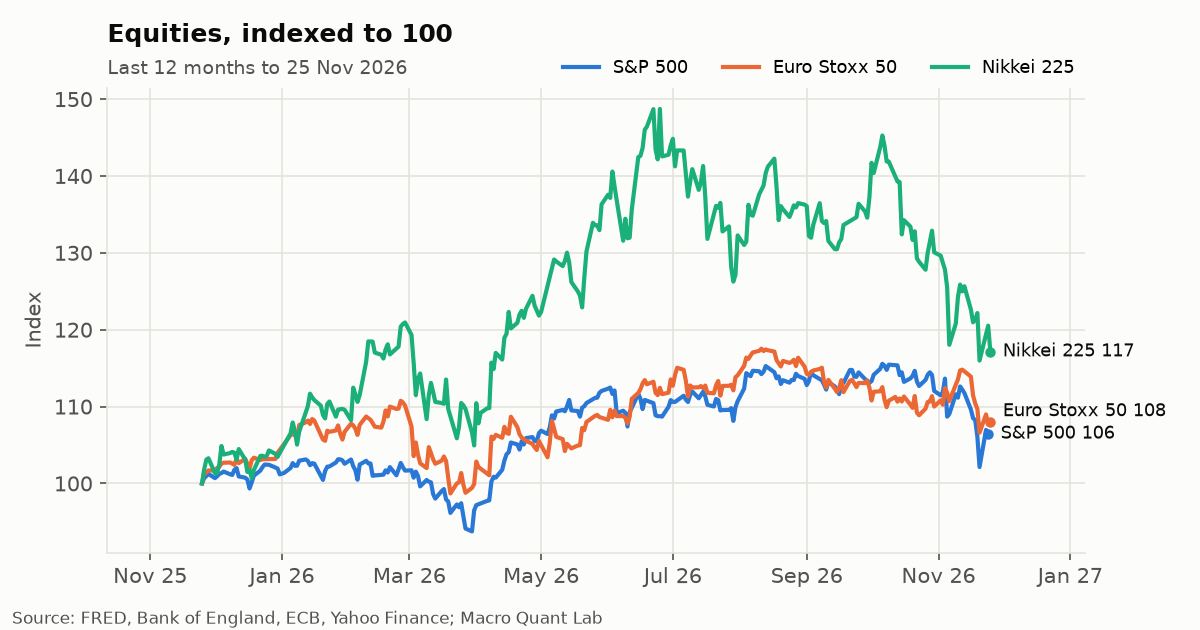 Equities, indexed to 100
Last 12 months to 25 Nov 2026
S&P 500 Euro Stoxx 50 Nikkei 225
150
140
130
120
110
100
Index
Nikkei 225 117
Euro Stoxx 50 108
S&P 500 106
Nov 25 Jan 26 Mar 26 May 26 Jul 26 Sep 26 Nov 26 Jan 27
Source: FRED, Bank of England, ECB, Yahoo Finance; Macro Quant Lab